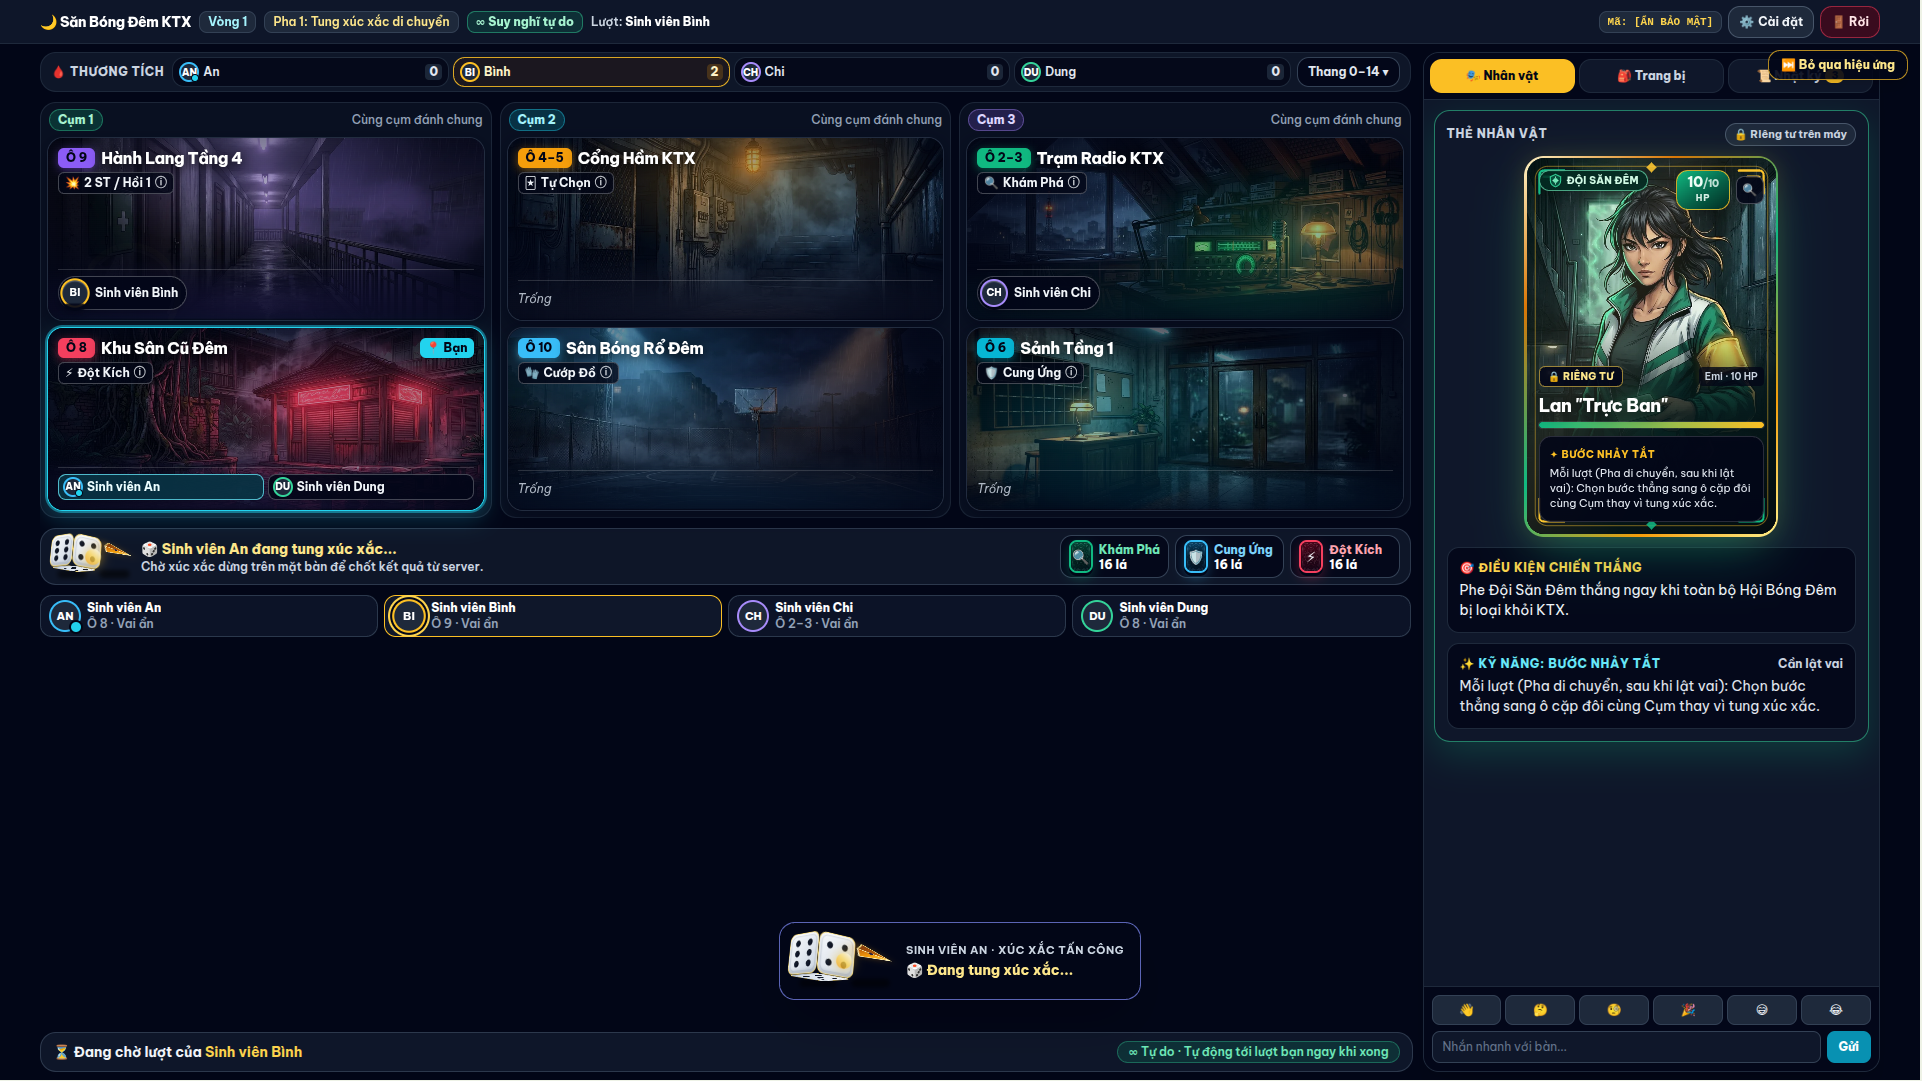 🌙 Săn Bóng Đêm KTX
Vòng 1
Pha 1: Tung xúc xắc di chuyển
∞ Suy nghĩ tự do
Lượt: Sinh viên Bình
Mã: [ẨN BẢO MẬT]
⚙️ Cài đặt
🚪 Rời
🩸 THƯƠNG TÍCH
AN An 0
BI Bình 2
CH Chi 0
DU Dung 0
Thang 0–14 ▾
Cụm 1
Cùng cụm đánh chung
Ô 9 Hành Lang Tầng 4
💥 2 ST / Hồi 1 ⓘ
BI Sinh viên Bình
Ô 8 Khu Sân Cũ Đêm
📍 Bạn
⚡ Đột Kích ⓘ
AN Sinh viên An
DU Sinh viên Dung
Cụm 2
Cùng cụm đánh chung
Ô 4–5 Cổng Hầm KTX
🃏 Tự Chọn ⓘ
Trống
Ô 10 Sân Bóng Rổ Đêm
🧤 Cướp Đồ ⓘ
Trống
Cụm 3
Cùng cụm đánh chung
Ô 2–3 Trạm Radio KTX
🔍 Khám Phá ⓘ
CH Sinh viên Chi
Ô 6 Sảnh Tầng 1
🛡️ Cung Ứng ⓘ
Trống
🎲 Sinh viên An đang tung xúc xắc...
Chờ xúc xắc dừng trên mặt bàn để chốt kết quả từ server.
🔍 Khám Phá
16 lá
🛡️ Cung Ứng
16 lá
⚡ Đột Kích
16 lá
AN Sinh viên An
Ô 8 · Vai ẩn
BI Sinh viên Bình
Ô 9 · Vai ẩn
CH Sinh viên Chi
Ô 2–3 · Vai ẩn
DU Sinh viên Dung
Ô 8 · Vai ẩn
SINH VIÊN AN · XÚC XẮC TẤN CÔNG
🎲 Đang tung xúc xắc...
⏳ Đang chờ lượt của Sinh viên Bình
∞ Tự do · Tự động tới lượt bạn ngay khi xong
🎭 Nhân vật
🎒 Trang bị
⏩ Bỏ qua hiệu ứng
THẺ NHÂN VẬT
🔒 Riêng tư trên máy
ĐỘI SĂN ĐÊM
10/10
HP
🔍
🔒 RIÊNG TƯ
Emi · 10 HP
Lan "Trực Ban"
✦ BƯỚC NHẢY TẮT
Mỗi lượt (Pha di chuyển, sau khi lật
vai): Chọn bước thẳng sang ô cặp đôi
cùng Cụm thay vì tung xúc xắc.
🎯 ĐIỀU KIỆN CHIẾN THẮNG
Phe Đội Săn Đêm thắng ngay khi toàn bộ Hội Bóng Đêm
bị loại khỏi KTX.
✨ KỸ NĂNG: BƯỚC NHẢY TẮT
Cần lật vai
Mỗi lượt (Pha di chuyển, sau khi lật vai): Chọn bước
thẳng sang ô cặp đôi cùng Cụm thay vì tung xúc xắc.
Nhắn nhanh với bàn...
Gửi